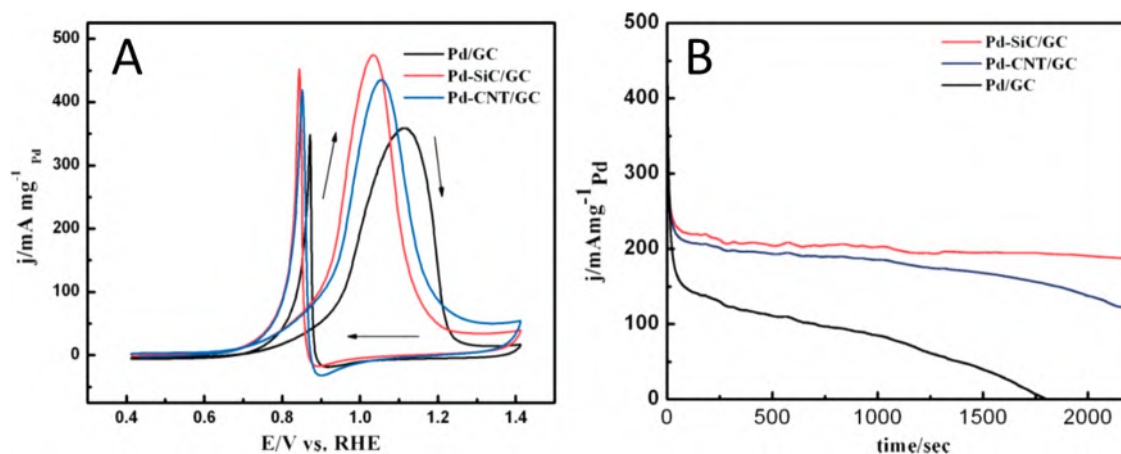 A
500
400
300
200
100
0
j/mA mg⁻¹ Pd
Pd/GC
Pd-SiC/GC
Pd-CNT/GC
0.4 0.6 0.8 1.0 1.2 1.4
E/V vs. RHE
B
500
400
300
200
100
0
j/mAmg⁻¹Pd
Pd-SiC/GC
Pd-CNT/GC
Pd/GC
0 500 1000 1500 2000
time/sec